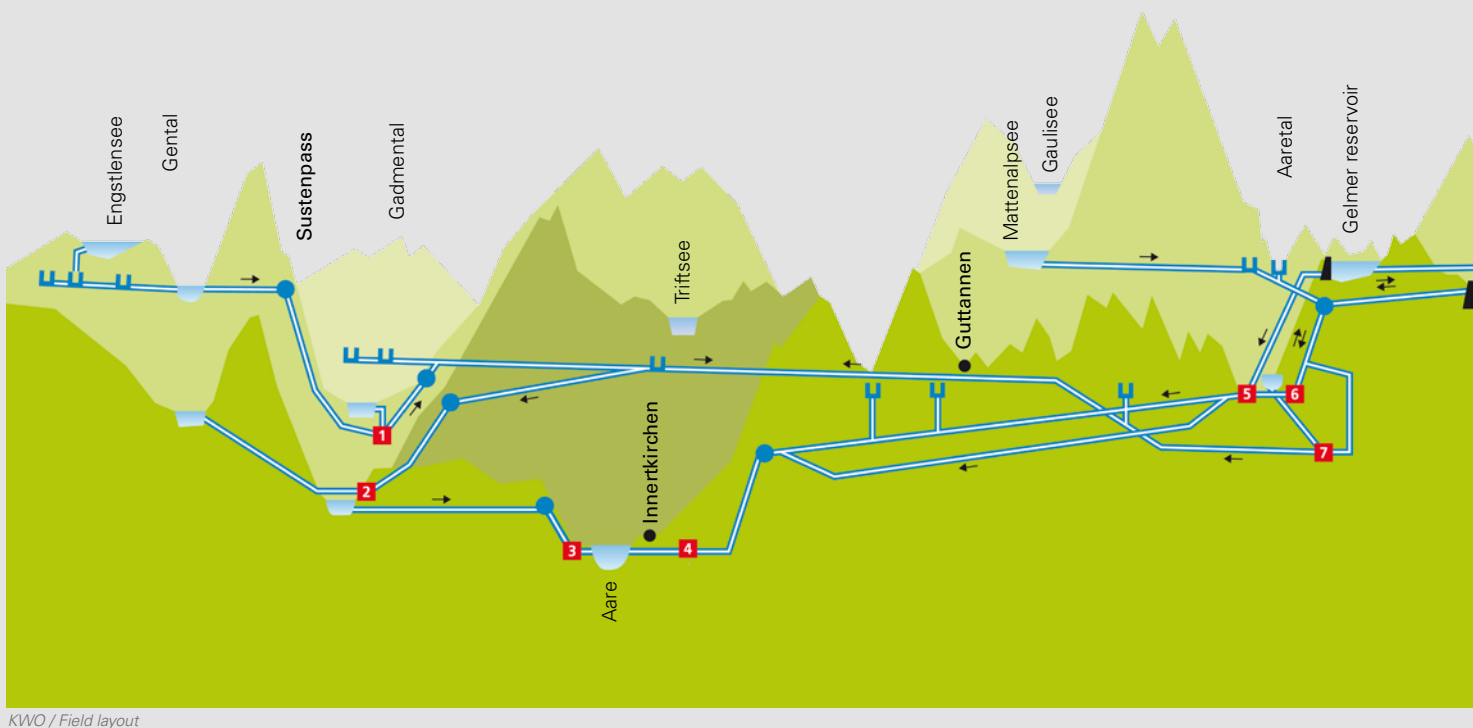 Engstlensee
Gental
Sustenpass
Gadmental
Triftsee
Mattenalpsee
Gaulisee
Guttannen
Aaretal
Gelmer reservoir
Innertkirchen
Aare
1
2
3
4
5
6
7
KWO / Field layout